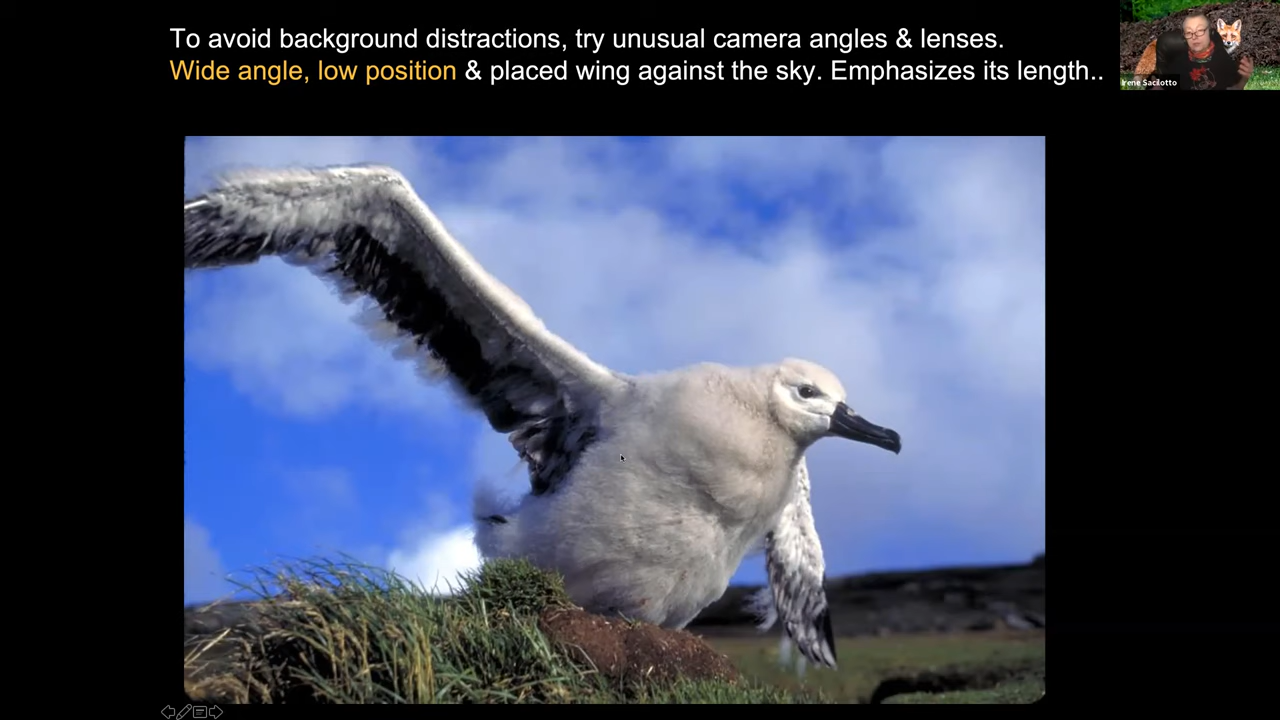 To avoid background distractions, try unusual camera angles & lenses.
Wide angle, low position & placed wing against the sky. Emphasizes its length..
Irene Sacilotto